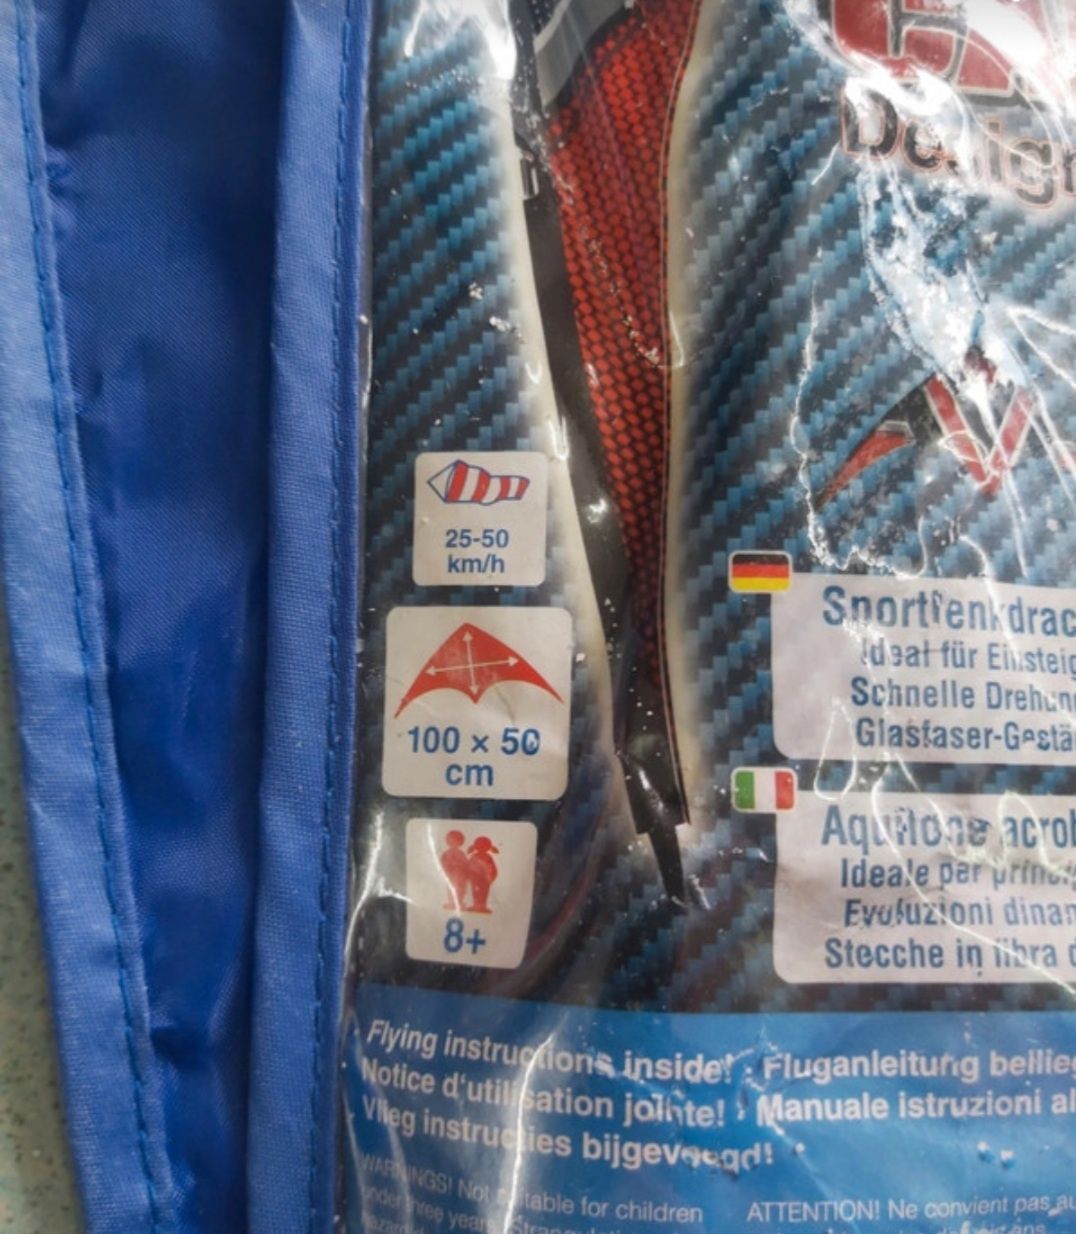 Design
25-50
km/h
100 × 50
cm
8+
Sportlenkdrac
Ideal für Einsteig
Schnelle Drehun
Glasfaser-Gestä
Aquilone acrob
Ideale per princi
Evoluzioni dinam
Stecche in fibra d
Flying instructions inside! · Fluganleitung beilieg
Notice d'utilisation jointe! · Manuale istruzioni al
Vlieg instructies bijgevoegd! ·
WARNINGS! Not suitable for children
under three years
ATTENTION! Ne convient pas au